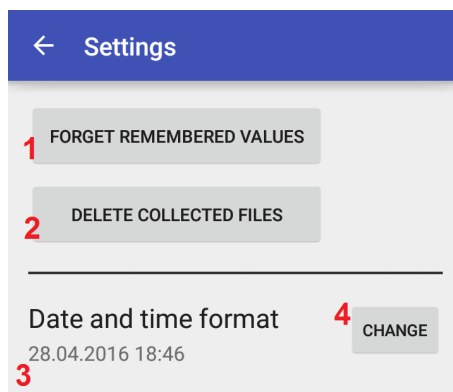 Settings
1 FORGET REMEMBERED VALUES
2 DELETE COLLECTED FILES
Date and time format
4 CHANGE
28.04.2016 18:46
3